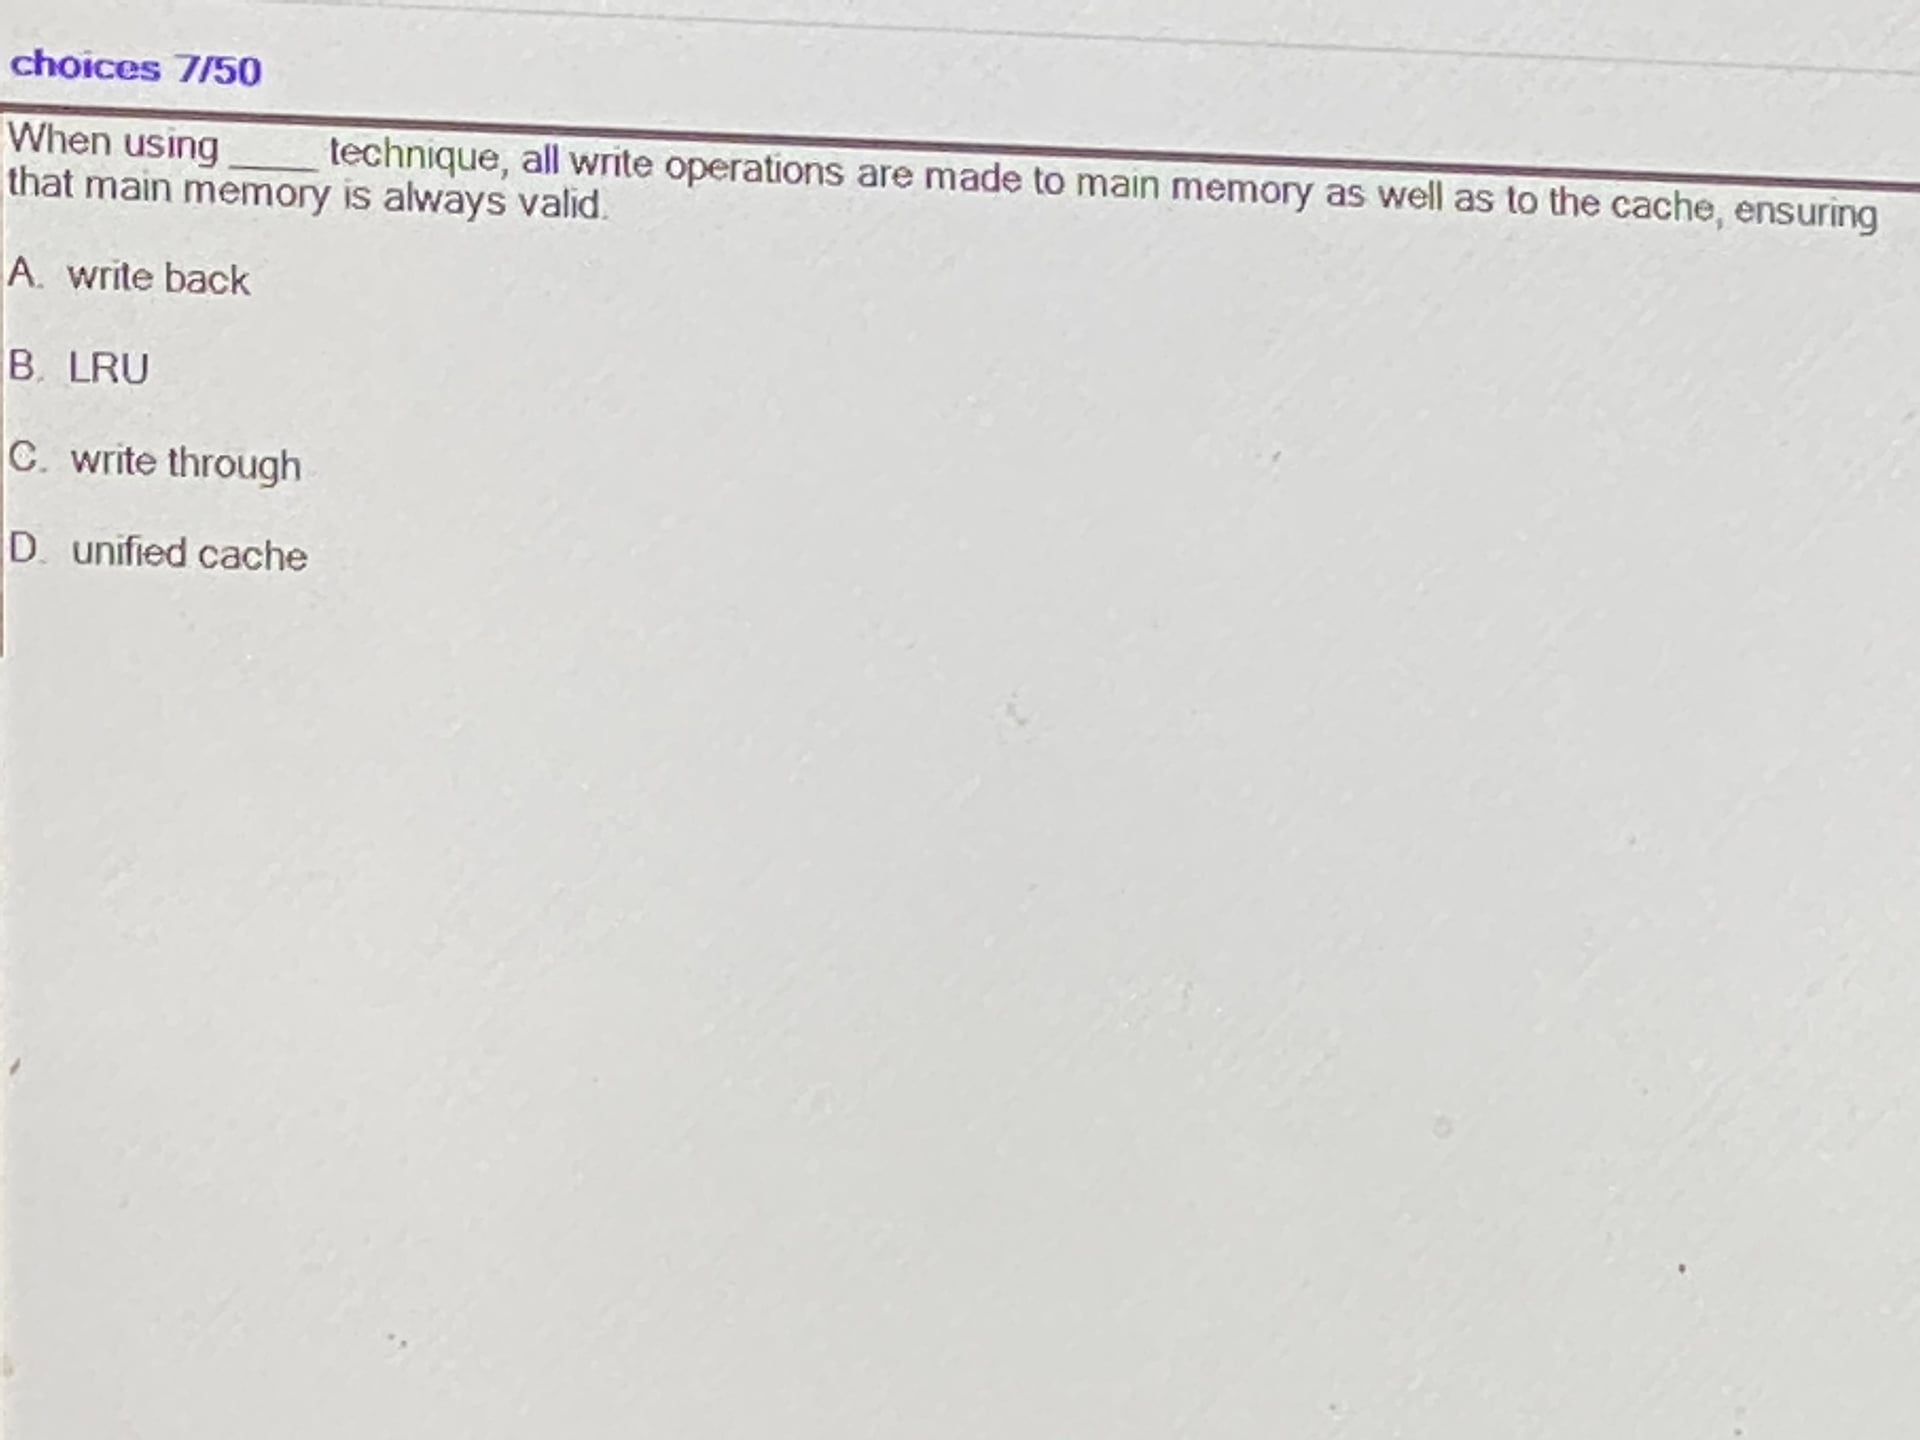 choices 7/50
When using ____ technique, all write operations are made to main memory as well as to the cache, ensuring
that main memory is always valid.
A. write back
B. LRU
C. write through
D. unified cache